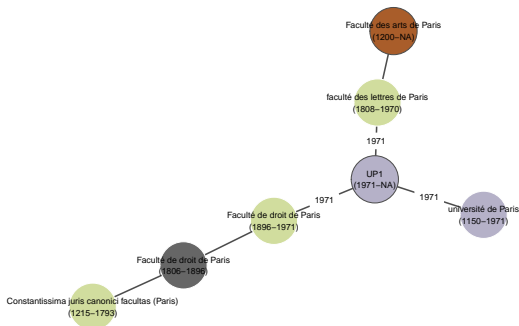 Faculté des arts de Paris
(1200–NA)
faculté des lettres de Paris
(1808–1970)
1971
UP1
(1971–NA)
1971
1971
université de Paris
(1150–1971)
Faculté de droit de Paris
(1896–1971)
Faculté de droit de Paris
(1806–1896)
Constantissima juris canonici facultas (Paris)
(1215–1793)